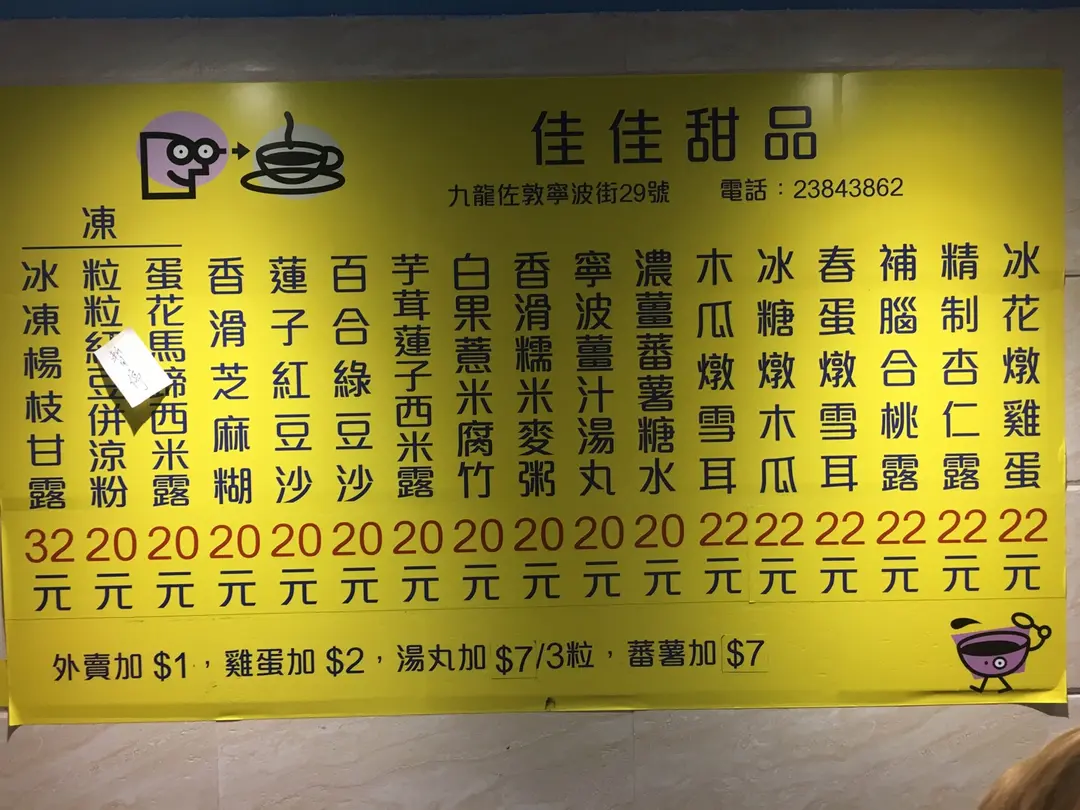 佳佳甜品
九龍佐敦寧波街29號 電話：23843862
冰花燉雞蛋 22元
精制杏仁露 22元
補腦合桃露 22元
春蛋燉雪耳 22元
冰糖燉木瓜 22元
木瓜燉雪耳 22元
濃薑蕃薯糖水 20元
寧波薑汁湯丸 20元
香滑糯米麥粥 20元
白果薏米腐竹 20元
芋茸蓮子西米露 20元
百合綠豆沙 20元
蓮子紅豆沙 20元
香滑芝麻糊 20元
凍
蛋花馬蹄西米露 20元
粒粒紅豆併涼粉 20元
冰凍楊枝甘露 32元
外賣加 $1，雞蛋加 $2，湯丸加 $7/3粒，蕃薯加 $7